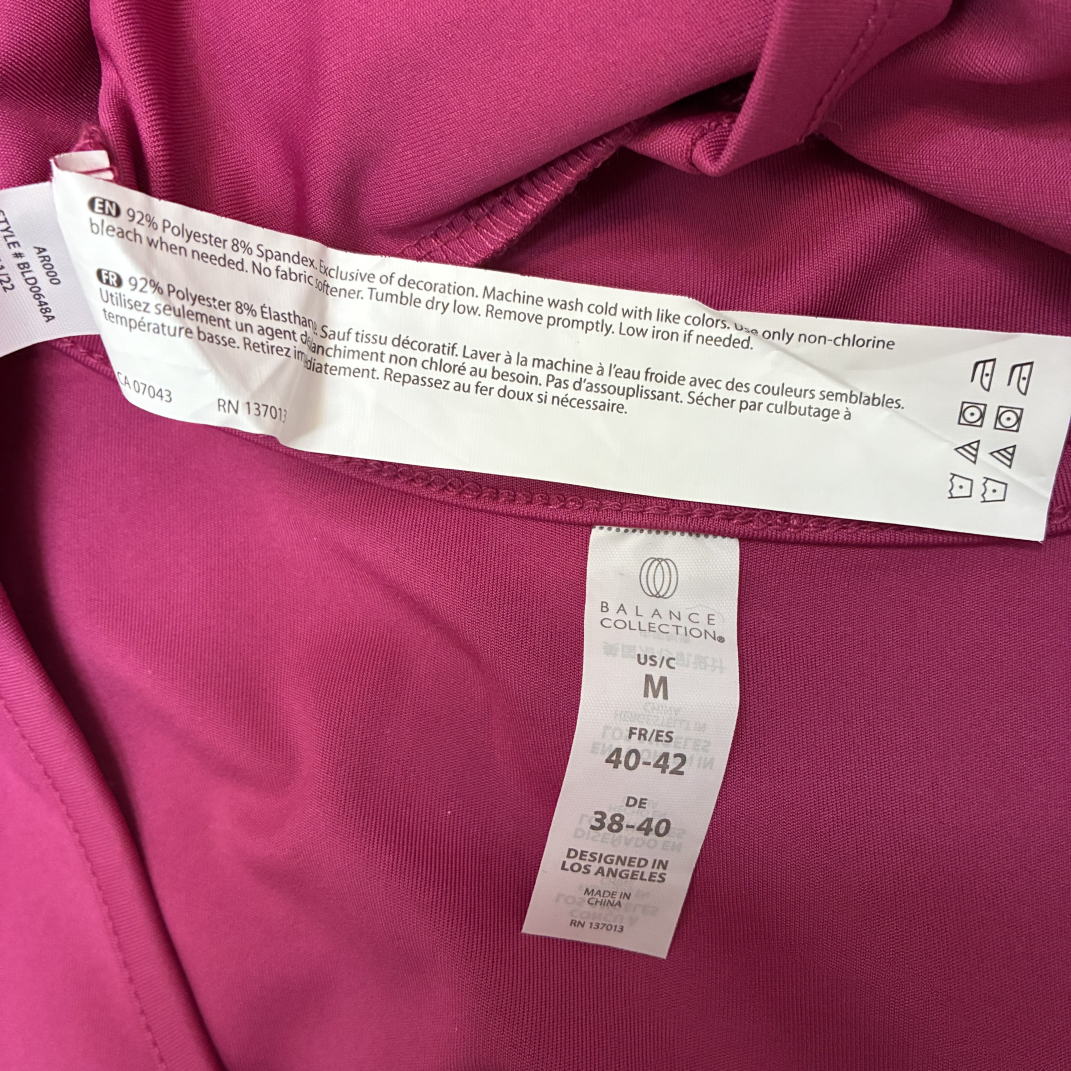 AR000
STYLE # BLD0648A
/22
EN 92% Polyester 8% Spandex. Exclusive of decoration. Machine wash cold with like colors. Use only non-chlorine
bleach when needed. No fabric softener. Tumble dry low. Remove promptly. Low iron if needed.
FR 92% Polyester 8% Élasthan. Sauf tissu décoratif. Laver à la machine à l'eau froide avec des couleurs semblables.
Utilisez seulement un agent de blanchiment non chloré au besoin. Pas d'assouplissant. Sécher par culbutage à
température basse. Retirez immédiatement. Repassez au fer doux si nécessaire.
CA 07043
RN 137013
BALANCE
COLLECTION®
US/C
M
FR/ES
40-42
DE
38-40
DESIGNED IN
LOS ANGELES
MADE IN
CHINA
RN 137013